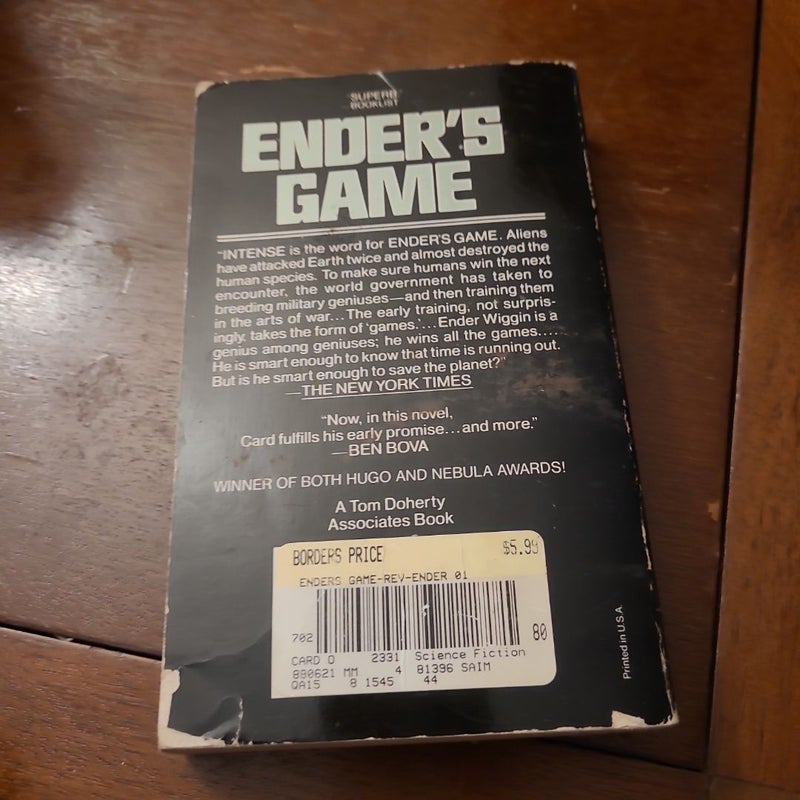 SUPERB
BOOKLIST
ENDER'S
GAME
"INTENSE is the word for ENDER'S GAME. Aliens
have attacked Earth twice and almost destroyed the
human species. To make sure humans win the next
encounter, the world government has taken to
breeding military geniuses—and then training them
in the arts of war... The early training, not surpris-
ingly, takes the form of 'games.'... Ender Wiggin is a
genius among geniuses; he wins all the games....
He is smart enough to know that time is running out.
But is he smart enough to save the planet?"
—THE NEW YORK TIMES
"Now, in this novel,
Card fulfills his early promise...and more."
—BEN BOVA
WINNER OF BOTH HUGO AND NEBULA AWARDS!
A Tom Doherty
Associates Book
BORDERS PRICE $5.99
ENDERS GAME-REV-ENDER 01
702 80
CARD O 2331 Science Fiction
880621 MM 4 81396 SAIM
QA15 8 1545 44
Printed in U.S.A.